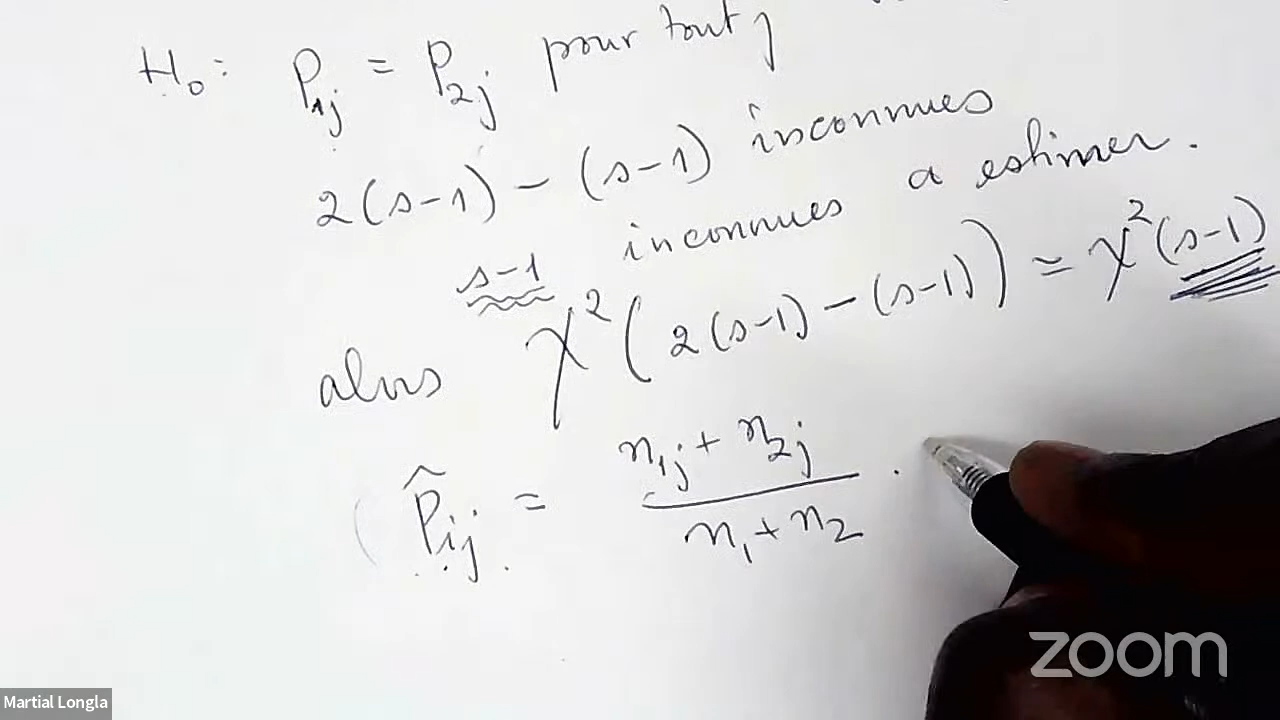 H₀: P₁ⱼ = P₂ⱼ pour tout j
2(s-1) - (s-1) inconnues
s-1 inconnues a estimer.
alors χ²(2(s-1) - (s-1)) = χ²(s-1)
P̂ᵢⱼ = (n₁ⱼ + n₂ⱼ) / (n₁ + n₂) .
zoom
Martial Longla